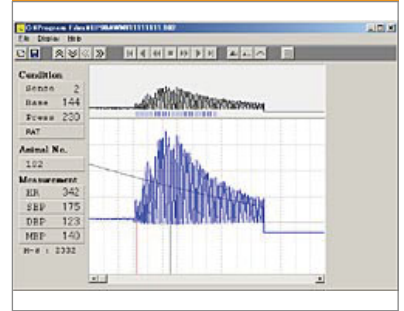 File Display Help
Condition
Sense 2
Base 144
Press 230
RAT
Animal No.
102
Measurement
HR 342
SBP 175
DBP 123
MBP 140